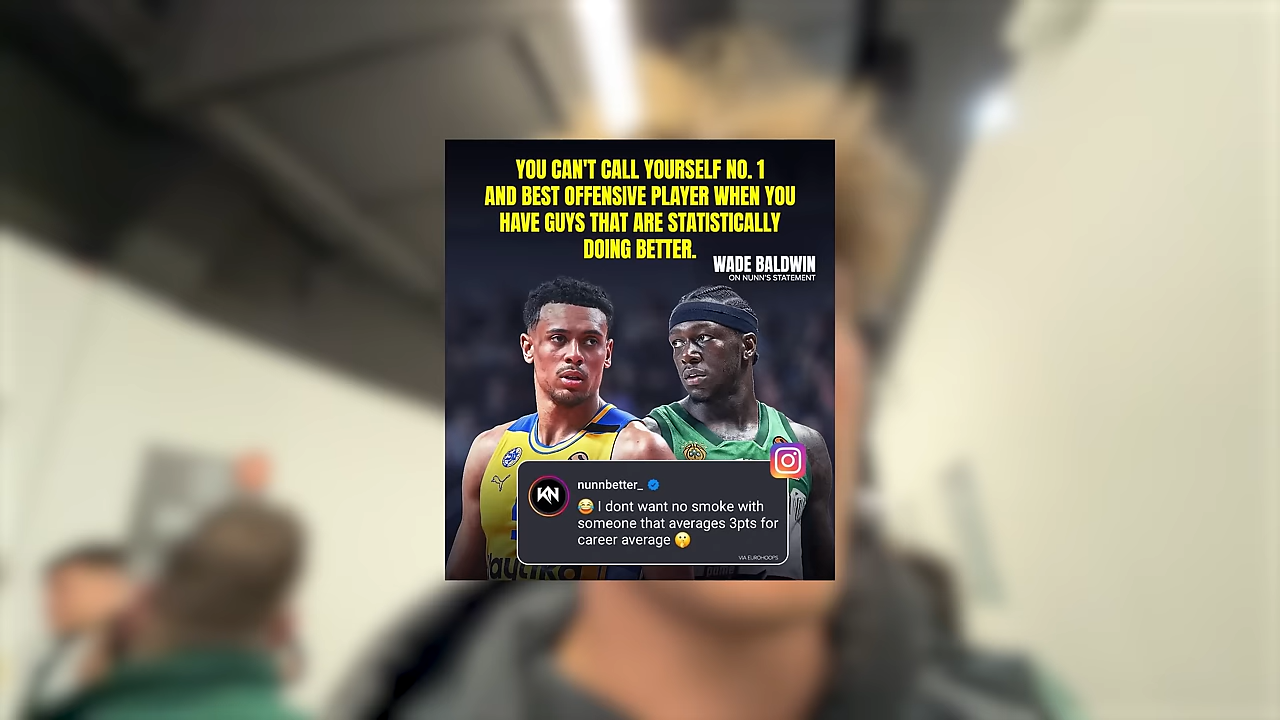 YOU CAN'T CALL YOURSELF NO. 1
AND BEST OFFENSIVE PLAYER WHEN YOU
HAVE GUYS THAT ARE STATISTICALLY
DOING BETTER.
WADE BALDWIN
ON NUNN'S STATEMENT
KN
nunnbetter_
😂 I dont want no smoke with
someone that averages 3pts for
career average 🤫
VIA EUROHOOPS